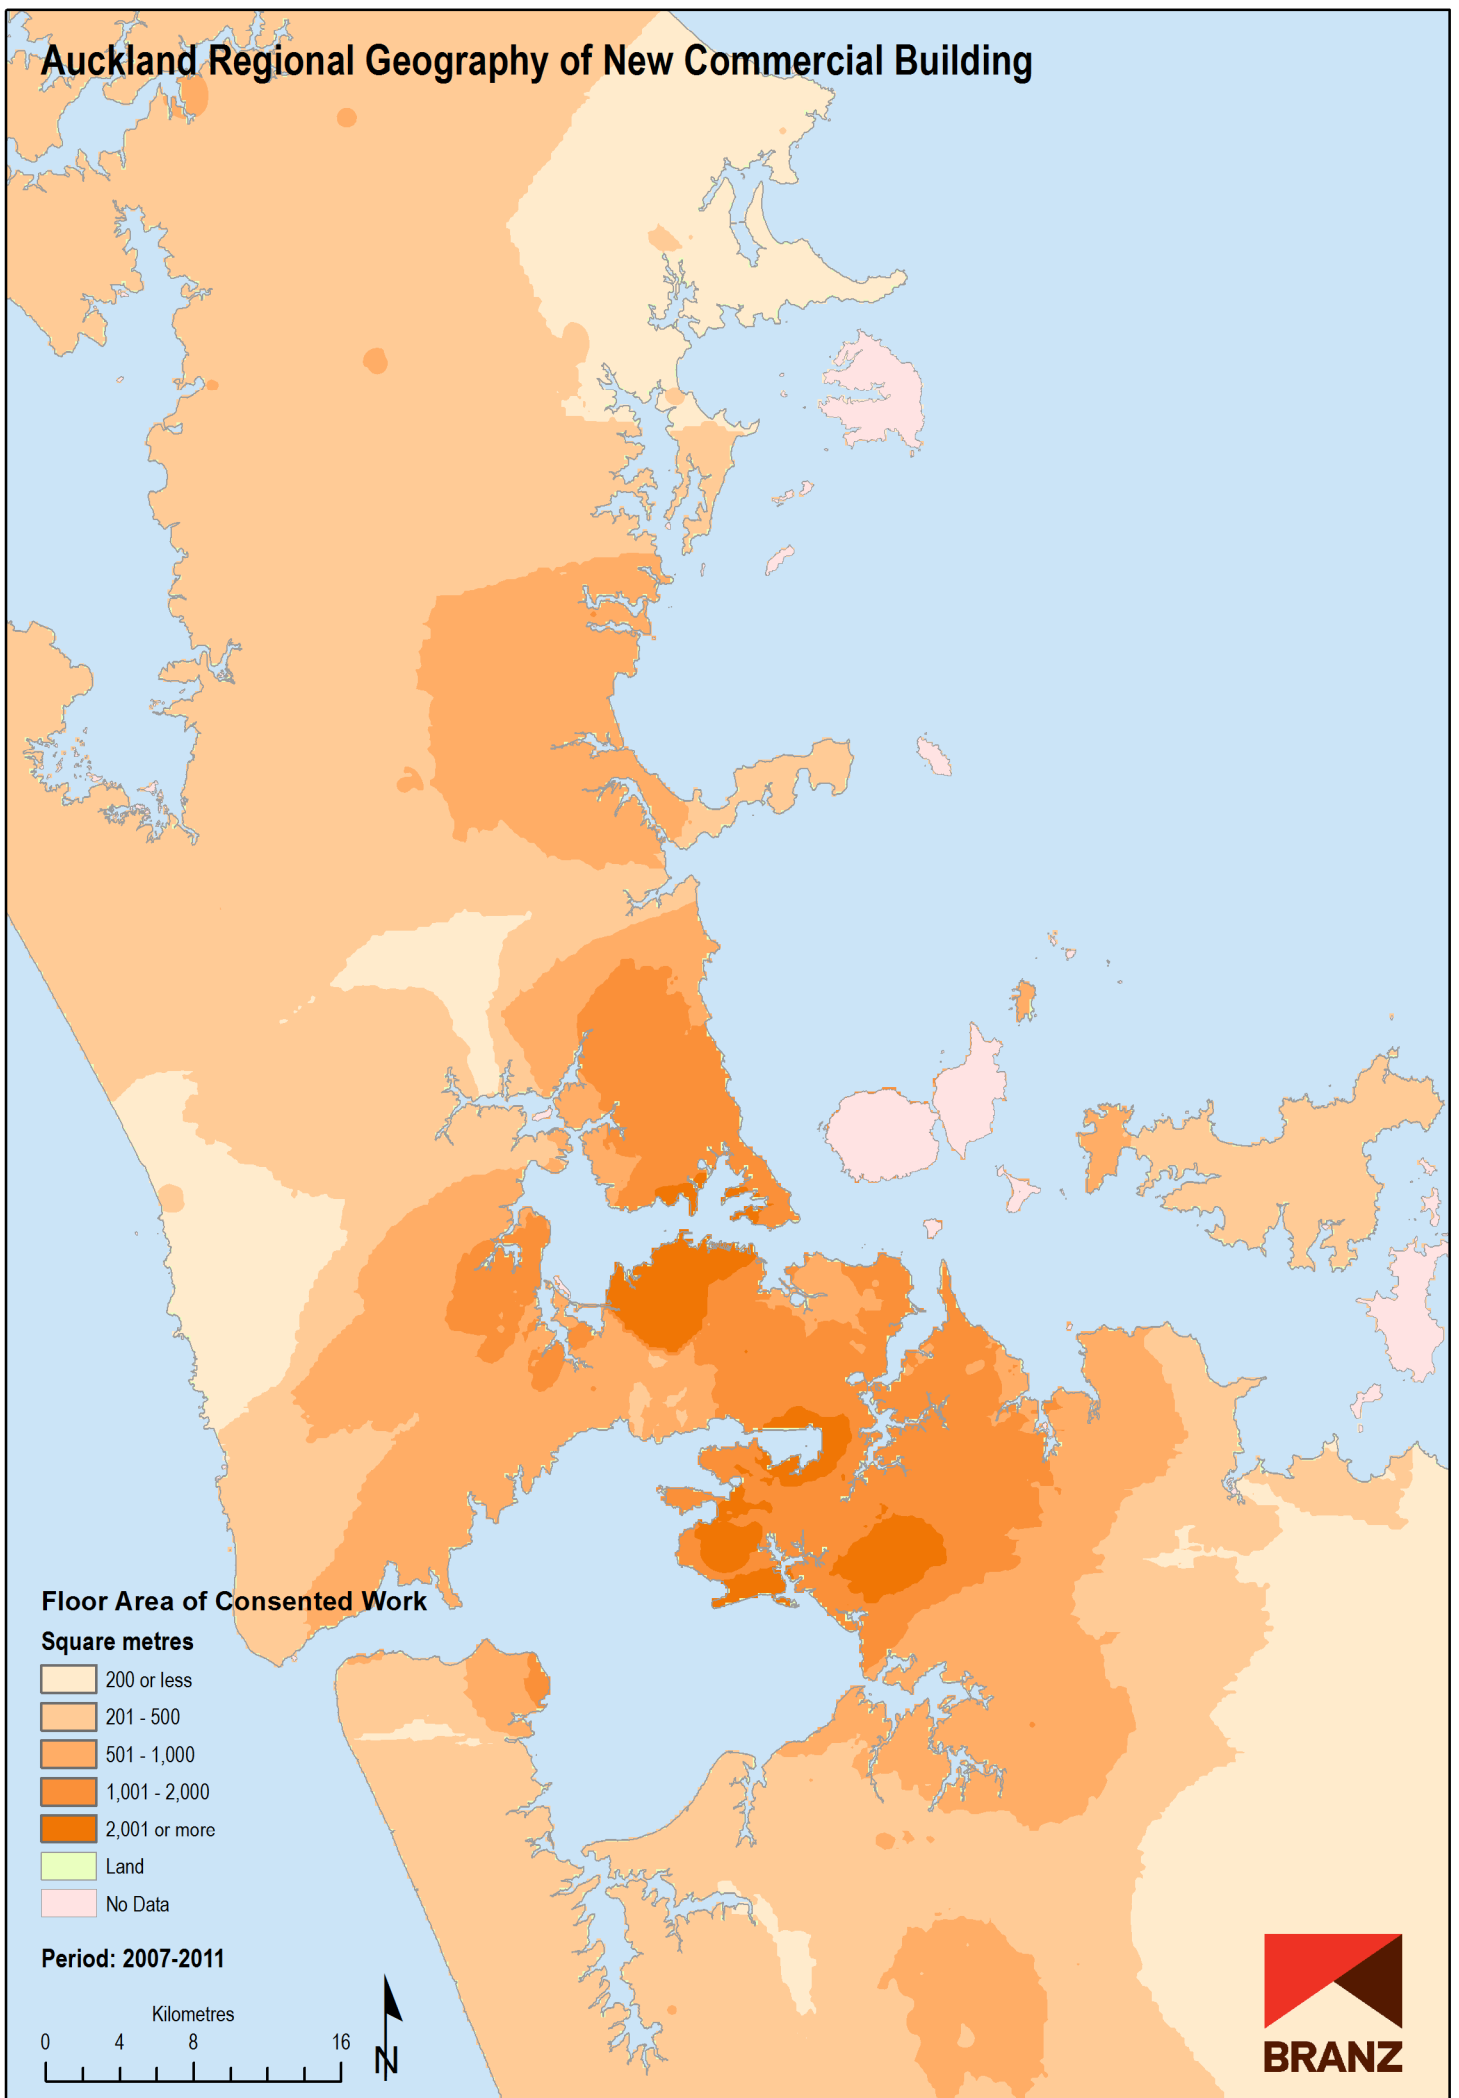 Auckland Regional Geography of New Commercial Building
Floor Area of Consented Work
Square metres
200 or less
201 - 500
501 - 1,000
1,001 - 2,000
2,001 or more
Land
No Data
Period: 2007-2011
Kilometres
0 4 8 16
N
BRANZ